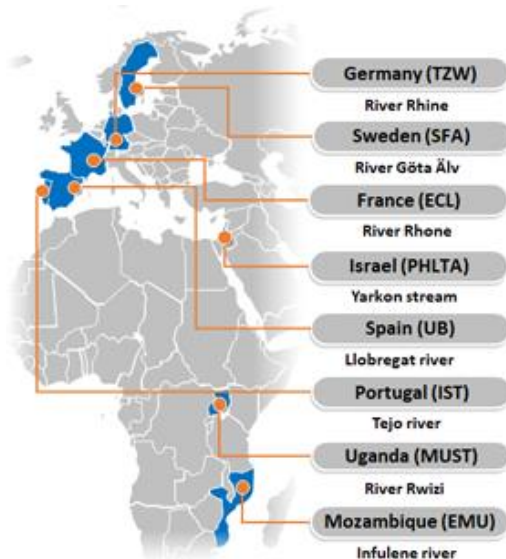 Germany (TZW)
River Rhine
Sweden (SFA)
River Göta Älv
France (ECL)
River Rhone
Israel (PHLTA)
Yarkon stream
Spain (UB)
Llobregat river
Portugal (IST)
Tejo river
Uganda (MUST)
River Rwizi
Mozambique (EMU)
Infulene river